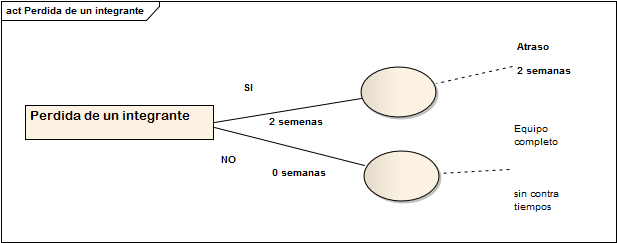 act Perdida de un integrante
Atraso
2 semanas
SI
Perdida de un integrante
2 semenas
Equipo
completo
NO
0 semanas
sin contra
tiempos